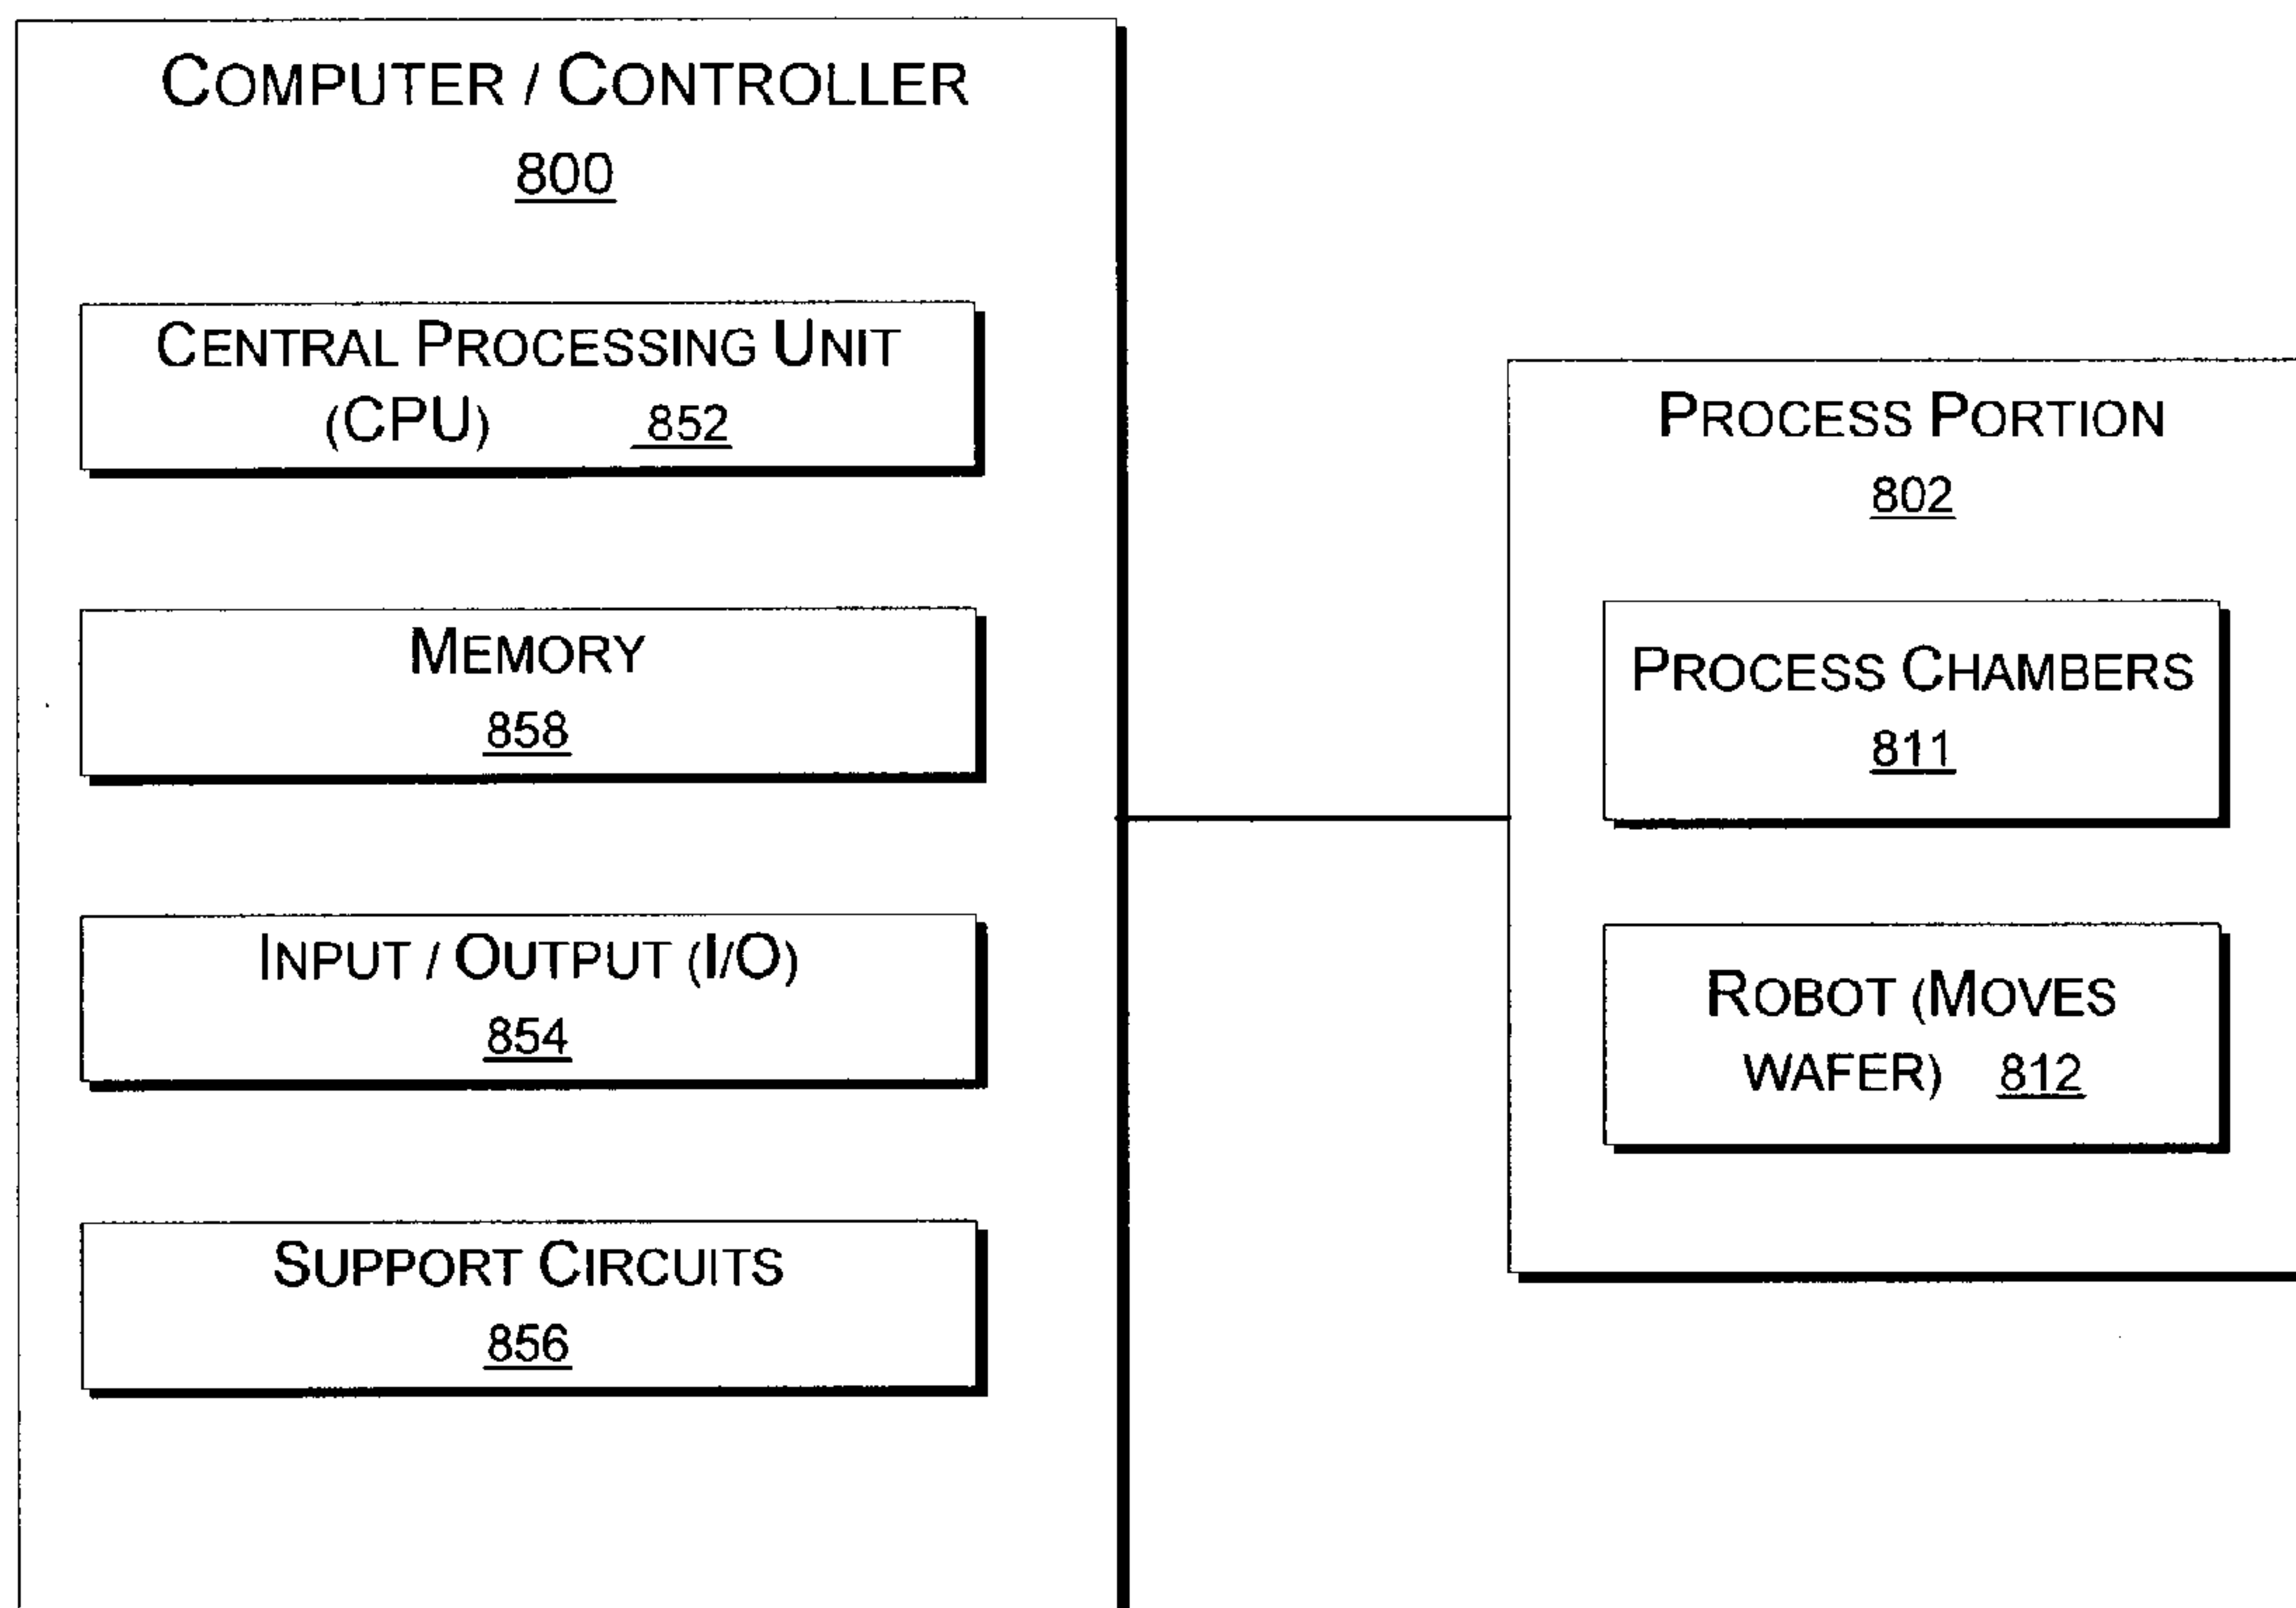 COMPUTER / CONTROLLER
800
CENTRAL PROCESSING UNIT
(CPU) 852
MEMORY
858
INPUT / OUTPUT (I/O)
854
SUPPORT CIRCUITS
856
PROCESS PORTION
802
PROCESS CHAMBERS
811
ROBOT (MOVES
WAFER) 812